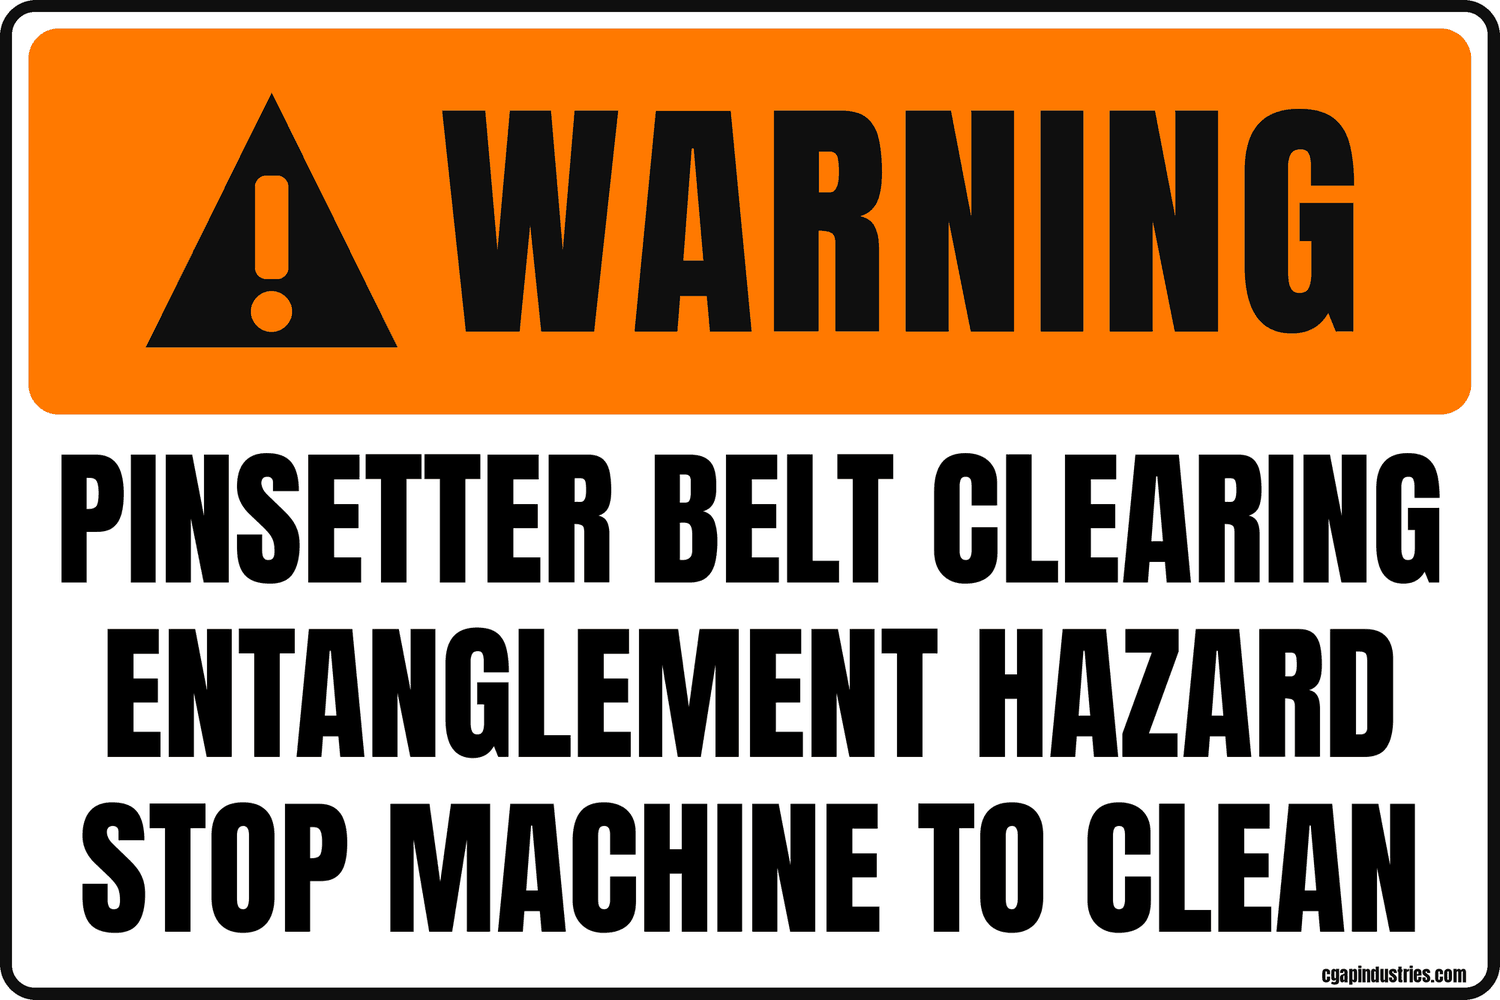 WARNING
PINSETTER BELT CLEARING
ENTANGLEMENT HAZARD
STOP MACHINE TO CLEAN
cgapindustries.com